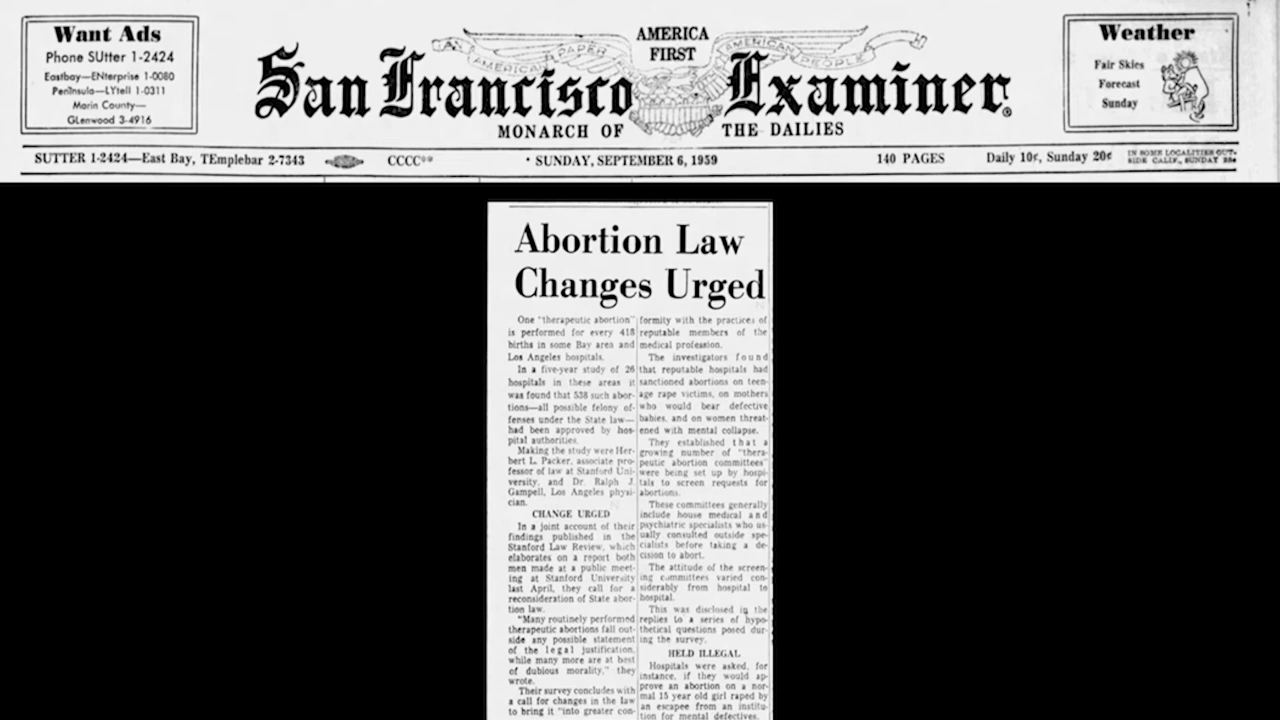 Want Ads
Phone SUtter 1-2424
Eastbay—ENterprise 1-0080
Peninsula—LYtell 1-0311
Marin County—
GLenwood 3-4916
AMERICA
FIRST
AMERICAN PAPER
AMERICAN PEOPLE
San Francisco Examiner
MONARCH OF THE DAILIES
Weather
Fair Skies
Forecast
Sunday
SUTTER 1-2424—East Bay, TEmplebar 2-7343 CCCC** • SUNDAY, SEPTEMBER 6, 1959 140 PAGES Daily 10¢, Sunday 20¢
IN SOME LOCALITIES OUT-
SIDE CALIF., SUNDAY
Abortion Law
Changes Urged
One "therapeutic abortion"
is performed for every 418
births in some Bay area and
Los Angeles hospitals.
In a five-year study of 26
hospitals in these areas it
was found that 538 such abor-
tions—all possible felony of-
fenses under the State law—
had been approved by hos-
pital authorities.
Making the study were Her-
bert L. Packer, associate pro-
fessor of law at Stanford Uni-
versity, and Dr. Ralph J.
Gampell, Los Angeles physi-
cian.
CHANGE URGED
In a joint account of their
findings published in the
Stanford Law Review, which
elaborates on a report both
men made at a public meet-
ing at Stanford University
last April, they call for a
reconsideration of State abor-
tion law.
"Many routinely performed
therapeutic abortions fall out-
side any possible statement
of the legal justification,
while many more are at best
of dubious morality," they
wrote.
Their survey concludes with
a call for changes in the law
to bring it "into greater con-
formity with the practices of
reputable members of the
medical profession.
The investigators found
that reputable hospitals had
sanctioned abortions on teen-
age rape victims, on mothers
who would bear defective
babies, and on women threat-
ened with mental collapse.
They established that a
growing number of "thera-
peutic abortion committees"
were being set up by hospi-
tals to screen requests for
abortions.
These committees generally
include house medical and
psychiatric specialists who us-
ually consulted outside spe-
cialists before taking a de-
cision to abort.
The attitude of the screen-
ing committees varied con-
siderably from hospital to
hospital.
This was disclosed in the
replies to a series of hypo-
thetical questions posed dur-
ing the survey.
HELD ILLEGAL
Hospitals were asked, for
instance, if they would ap-
prove an abortion on a nor-
mal 15 year old girl raped by
an escapee from an institu-
tion for mental defectives.